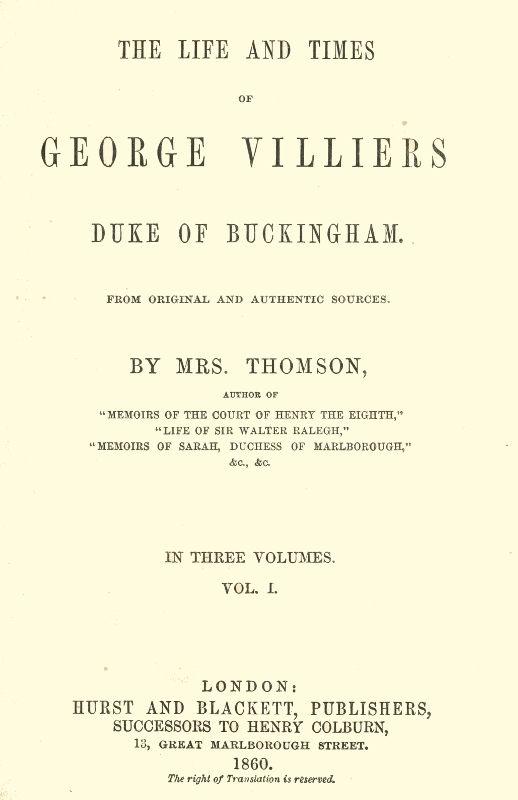 THE LIFE AND TIMES
OF
GEORGE VILLIERS
DUKE OF BUCKINGHAM.
FROM ORIGINAL AND AUTHENTIC SOURCES.
BY MRS. THOMSON,
AUTHOR OF
"MEMOIRS OF THE COURT OF HENRY THE EIGHTH,"
"LIFE OF SIR WALTER RALEGH,"
"MEMOIRS OF SARAH, DUCHESS OF MARLBOROUGH,"
&C., &C.
IN THREE VOLUMES.
VOL. I.
LONDON:
HURST AND BLACKETT, PUBLISHERS,
SUCCESSORS TO HENRY COLBURN,
13, GREAT MARLBOROUGH STREET.
1860.
The right of Translation is reserved.